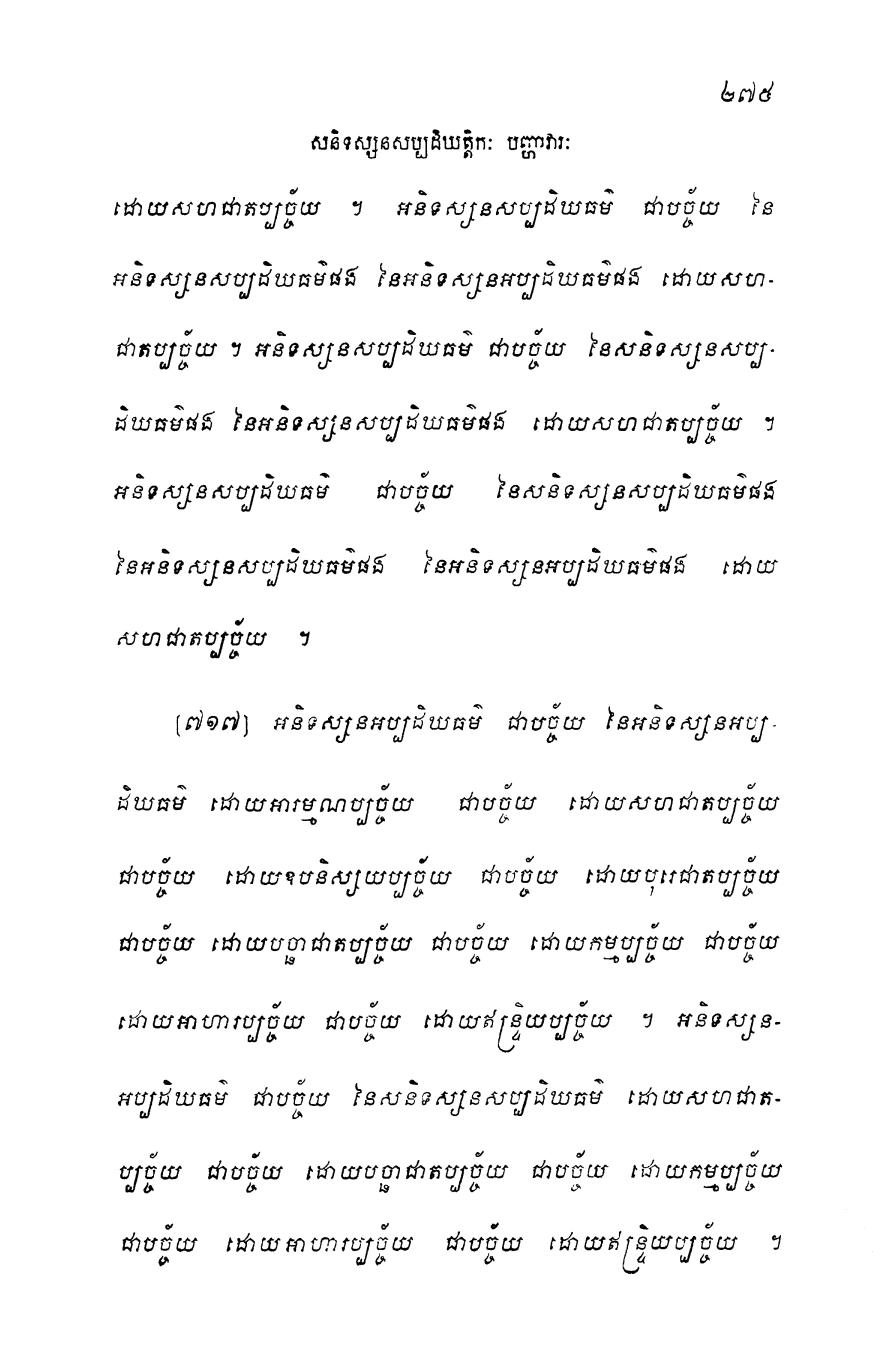 ២៧៥
សនិទស្សនសប្បដិឃត្តិកៈ បញ្ហាវារៈ
ដោយសហជាតប្បច្ច័យ ។ អនិទស្សនសប្បដិឃធម៌ ជាបច្ច័យ នៃ
អនិទស្សនសប្បដិឃធម៌ផង នៃអនិទស្សនអប្បដិឃធម៌ផង ដោយសហ-
ជាតប្បច្ច័យ ។ អនិទស្សនសប្បដិឃធម៌ ជាបច្ច័យ នៃសនិទស្សនសប្ប-
ដិឃធម៌ផង នៃអនិទស្សនសប្បដិឃធម៌ផង ដោយសហជាតប្បច្ច័យ ។
អនិទស្សនសប្បដិឃធម៌ ជាបច្ច័យ នៃសនិទស្សនសប្បដិឃធម៌ផង
នៃអនិទស្សនសប្បដិឃធម៌ផង នៃអនិទស្សនអប្បដិឃធម៌ផង ដោយ
សហជាតប្បច្ច័យ ។
[៧១៧] អនិទស្សនអប្បដិឃធម៌ ជាបច្ច័យ នៃអនិទស្សនអប្ប-
ដិឃធម៌ ដោយអារម្មណប្បច្ច័យ ជាបច្ច័យ ដោយសហជាតប្បច្ច័យ
ជាបច្ច័យ ដោយឧបនិស្សយប្បច្ច័យ ជាបច្ច័យ ដោយបុរេជាតប្បច្ច័យ
ជាបច្ច័យ ដោយបច្ឆាជាតប្បច្ច័យ ជាបច្ច័យ ដោយកម្មប្បច្ច័យ ជាបច្ច័យ
ដោយអាហារប្បច្ច័យ ជាបច្ច័យ ដោយឥន្ទ្រិយប្បច្ច័យ ។ អនិទស្សន-
អប្បដិឃធម៌ ជាបច្ច័យ នៃសនិទស្សនសប្បដិឃធម៌ ដោយសហជាត-
ប្បច្ច័យ ជាបច្ច័យ ដោយបច្ឆាជាតប្បច្ច័យ ជាបច្ច័យ ដោយកម្មប្បច្ច័យ
ជាបច្ច័យ ដោយអាហារប្បច្ច័យ ជាបច្ច័យ ដោយឥន្ទ្រិយប្បច្ច័យ ។